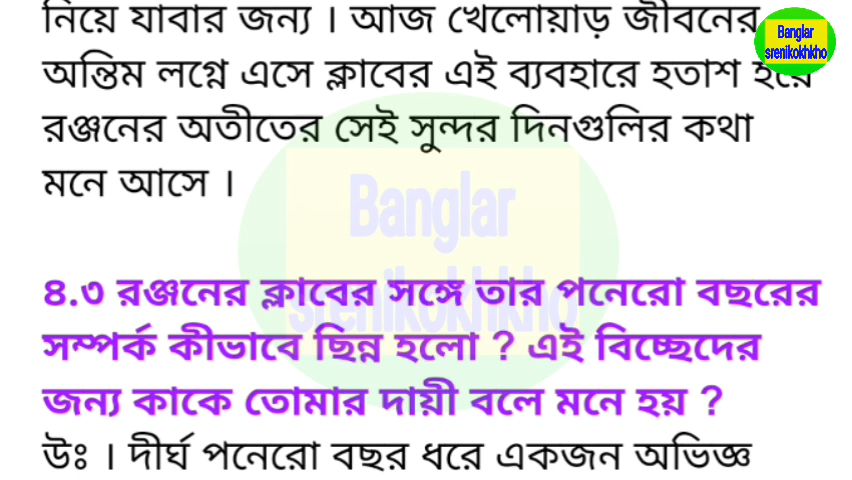 নিয়ে যাবার জন্য । আজ খেলোয়াড় জীবনের
Banglar
srenikokhkho
অন্তিম লগ্নে এসে ক্লাবের এই ব্যবহারে হতাশ হয়ে
রঞ্জনের অতীতের সেই সুন্দর দিনগুলির কথা
মনে আসে ।
Banglar
srenikokhkho
৪.৩ রঞ্জনের ক্লাবের সঙ্গে তার পনেরো বছরের
সম্পর্ক কীভাবে ছিন্ন হলো ? এই বিচ্ছেদের
জন্য কাকে তোমার দায়ী বলে মনে হয় ?
উঃ । দীর্ঘ পনেরো বছর ধরে একজন অভিজ্ঞ